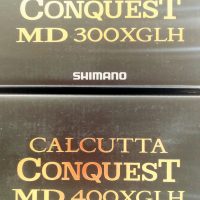 CONQUEST
MD 300XGLH
SHIMANO
CALCUTTA
CONQUEST
MD 400XGLH